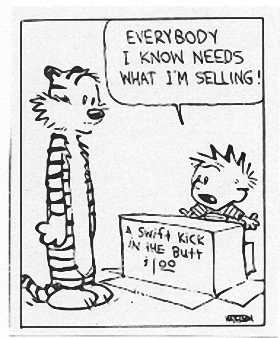 EVERYBODY
I KNOW NEEDS
WHAT I'M SELLING!
A SWIFT KICK
IN THE BUTT
$1.00